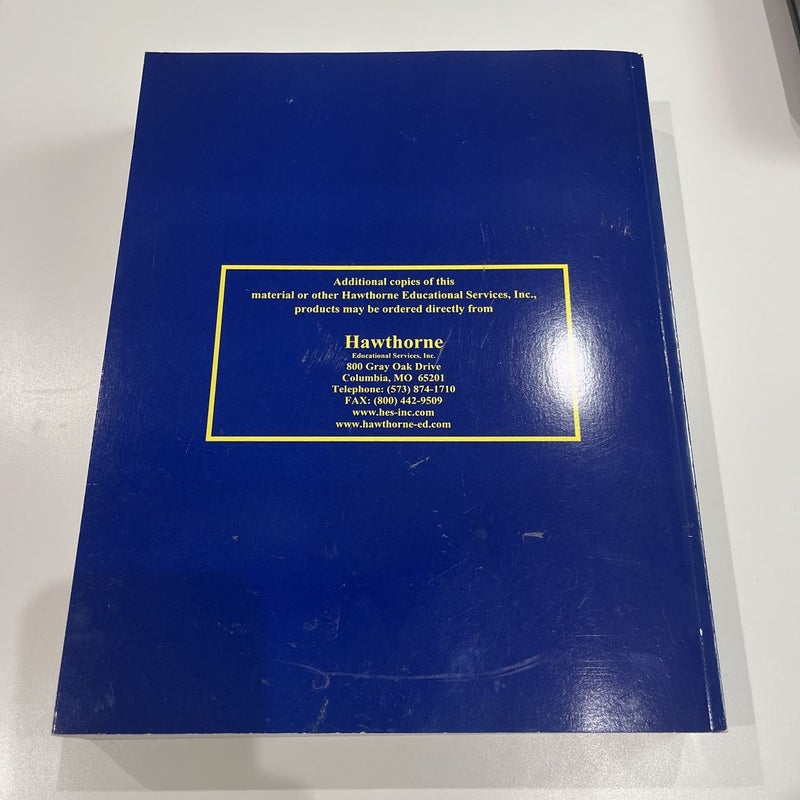 Additional copies of this
material or other Hawthorne Educational Services, Inc.,
products may be ordered directly from
Hawthorne
Educational Services, Inc.
800 Gray Oak Drive
Columbia, MO 65201
Telephone: (573) 874-1710
FAX: (800) 442-9509
www.hes-inc.com
www.hawthorne-ed.com